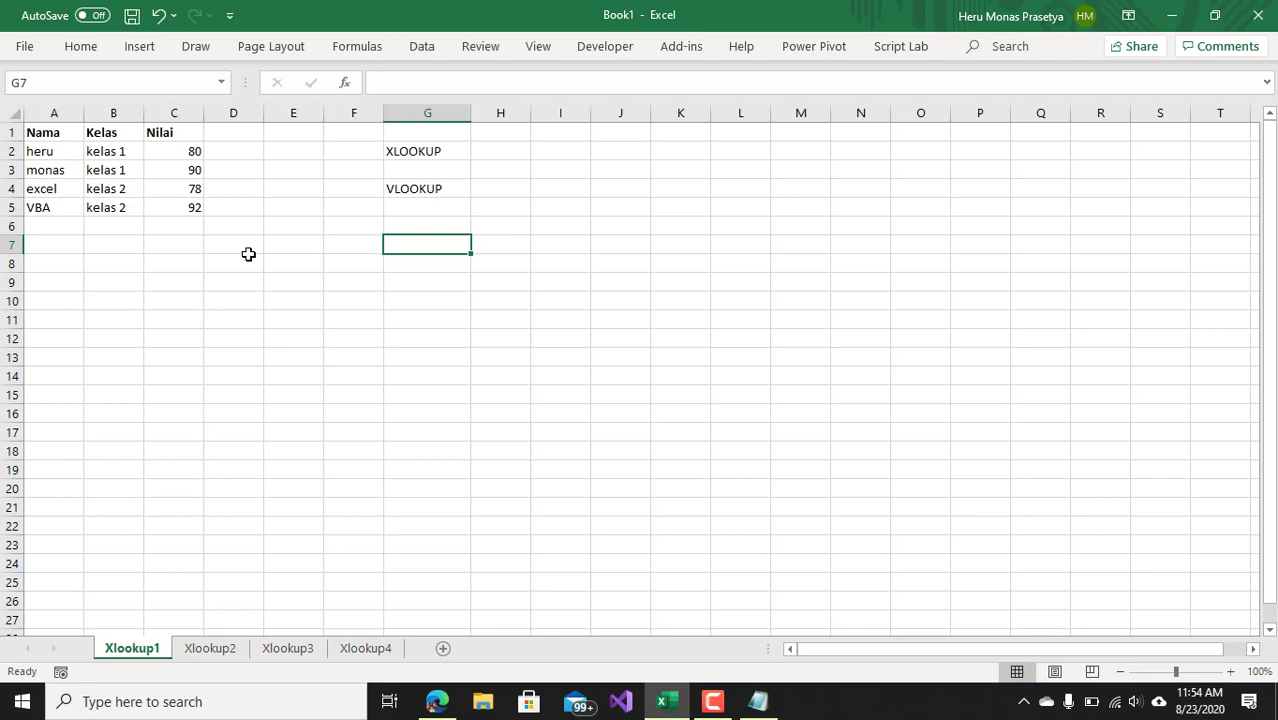 AutoSave Off Book1 - Excel Heru Monas Prasetya HM
File Home Insert Draw Page Layout Formulas Data Review View Developer Add-ins Help Power Pivot Script Lab Search Share Comments
G7 fx
A B C D E F G H I J K L M N O P Q R S T
1 Nama Kelas Nilai
2 heru kelas 1 80 XLOOKUP
3 monas kelas 1 90
4 excel kelas 2 78 VLOOKUP
5 VBA kelas 2 92
6
7
8
9
10
11
12
13
14
15
16
17
18
19
20
21
22
23
24
25
26
27
Xlookup1 Xlookup2 Xlookup3 Xlookup4
Ready 100%
Type here to search 99+ 11:54 AM
8/23/2020